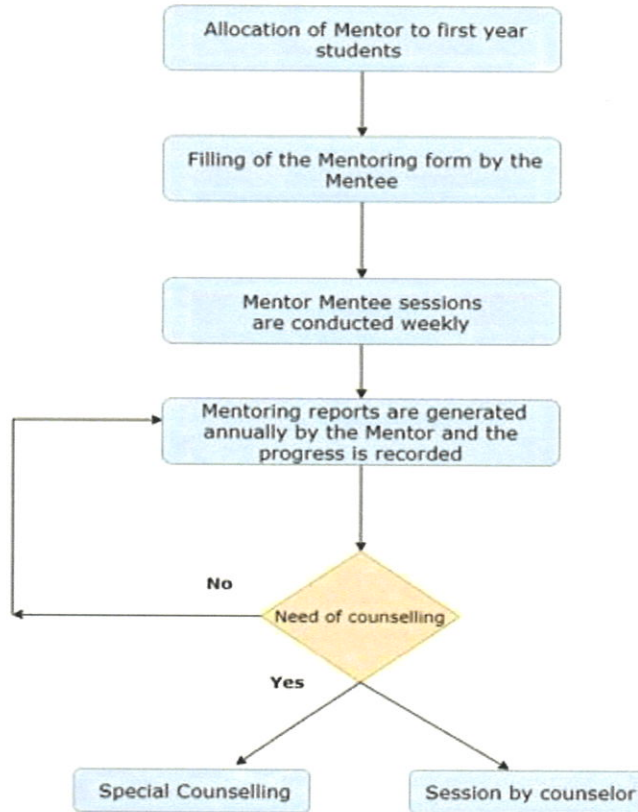 Allocation of Mentor to first year
students
Filling of the Mentoring form by the
Mentee
Mentor Mentee sessions
are conducted weekly
Mentoring reports are generated
annually by the Mentor and the
progress is recorded
No
Need of counselling
Yes
Special Counselling
Session by counselor